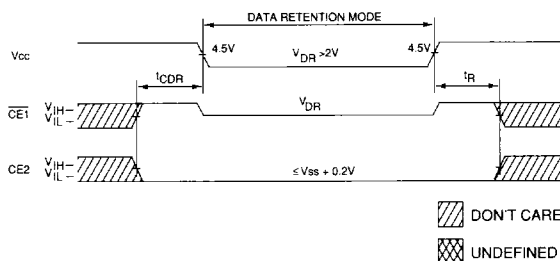 DATA RETENTION MODE
Vcc
4.5V
VDR >2V
4.5V
tCDR
tR
CE1
VIH
VIL
VDR
CE2
VIH
VIL
≤ Vss + 0.2V
DON'T CARE
UNDEFINED